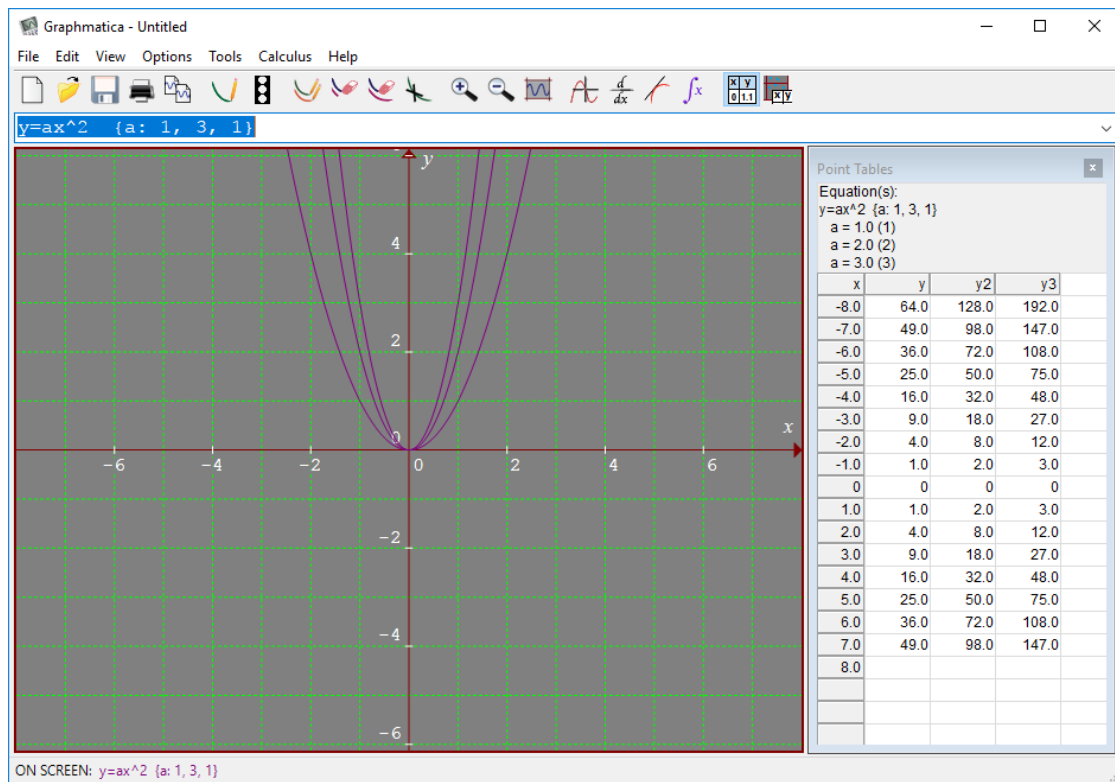 Graphmatica - Untitled
File Edit View Options Tools Calculus Help
d
dx
∫x
x y
0 1.1
x y
y=ax^2 {a: 1, 3, 1}
y
4
2
0
x
-6 -4 -2 0 2 4 6
-2
-4
-6
Point Tables
x
Equation(s):
y=ax^2 {a: 1, 3, 1}
a = 1.0 (1)
a = 2.0 (2)
a = 3.0 (3)
x y y2 y3
-8.0 64.0 128.0 192.0
-7.0 49.0 98.0 147.0
-6.0 36.0 72.0 108.0
-5.0 25.0 50.0 75.0
-4.0 16.0 32.0 48.0
-3.0 9.0 18.0 27.0
-2.0 4.0 8.0 12.0
-1.0 1.0 2.0 3.0
0 0 0 0
1.0 1.0 2.0 3.0
2.0 4.0 8.0 12.0
3.0 9.0 18.0 27.0
4.0 16.0 32.0 48.0
5.0 25.0 50.0 75.0
6.0 36.0 72.0 108.0
7.0 49.0 98.0 147.0
8.0
ON SCREEN: y=ax^2 {a: 1, 3, 1}